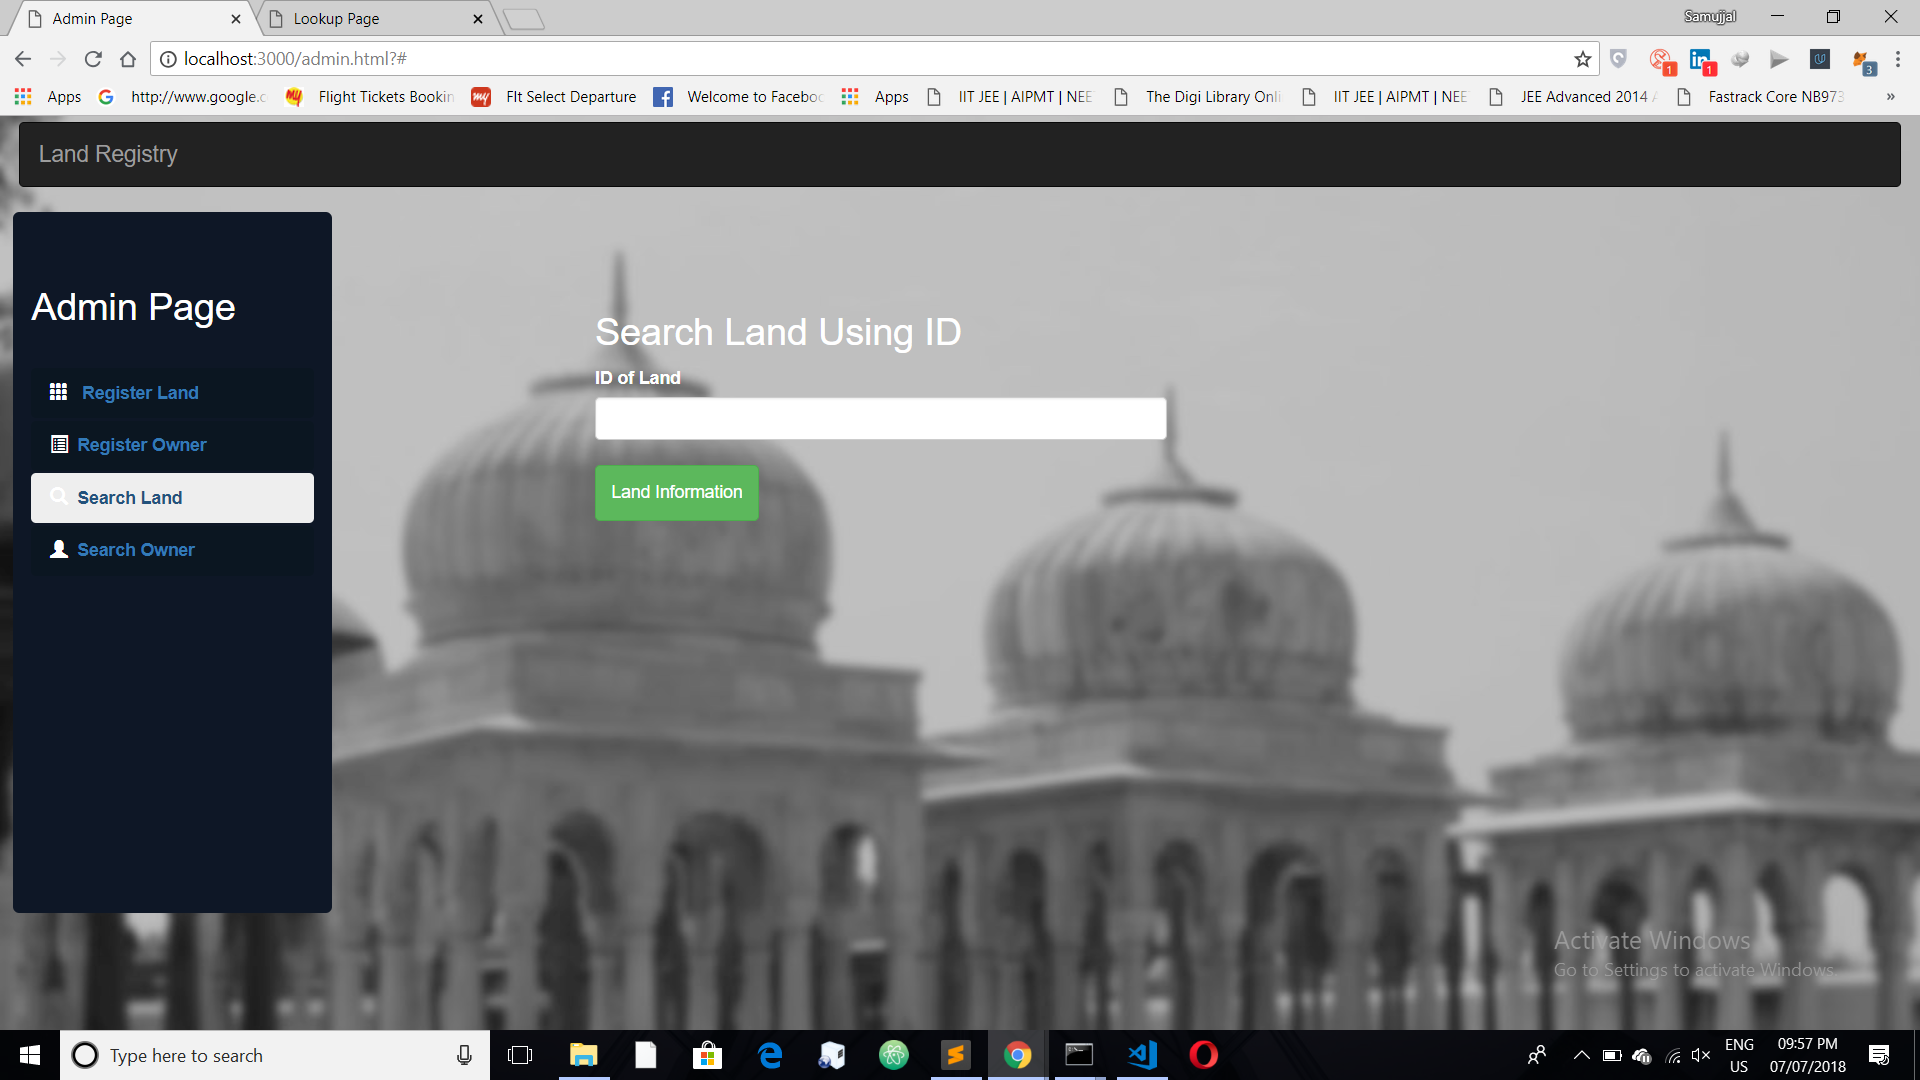 Admin Page
Lookup Page
Samujjal
localhost:3000/admin.html?#
1
1
3
Apps
http://www.google.c
Flight Tickets Bookin
Flt Select Departure
Welcome to Faceboo
Apps
IIT JEE | AIPMT | NEE
The Digi Library Onli
IIT JEE | AIPMT | NEE
JEE Advanced 2014 A
Fastrack Core NB973
»
Land Registry
Admin Page
Register Land
Register Owner
Search Land
Search Owner
Search Land Using ID
ID of Land
Land Information
Activate Windows
Go to Settings to activate Windows.
Type here to search
ENG
US
09:57 PM
07/07/2018